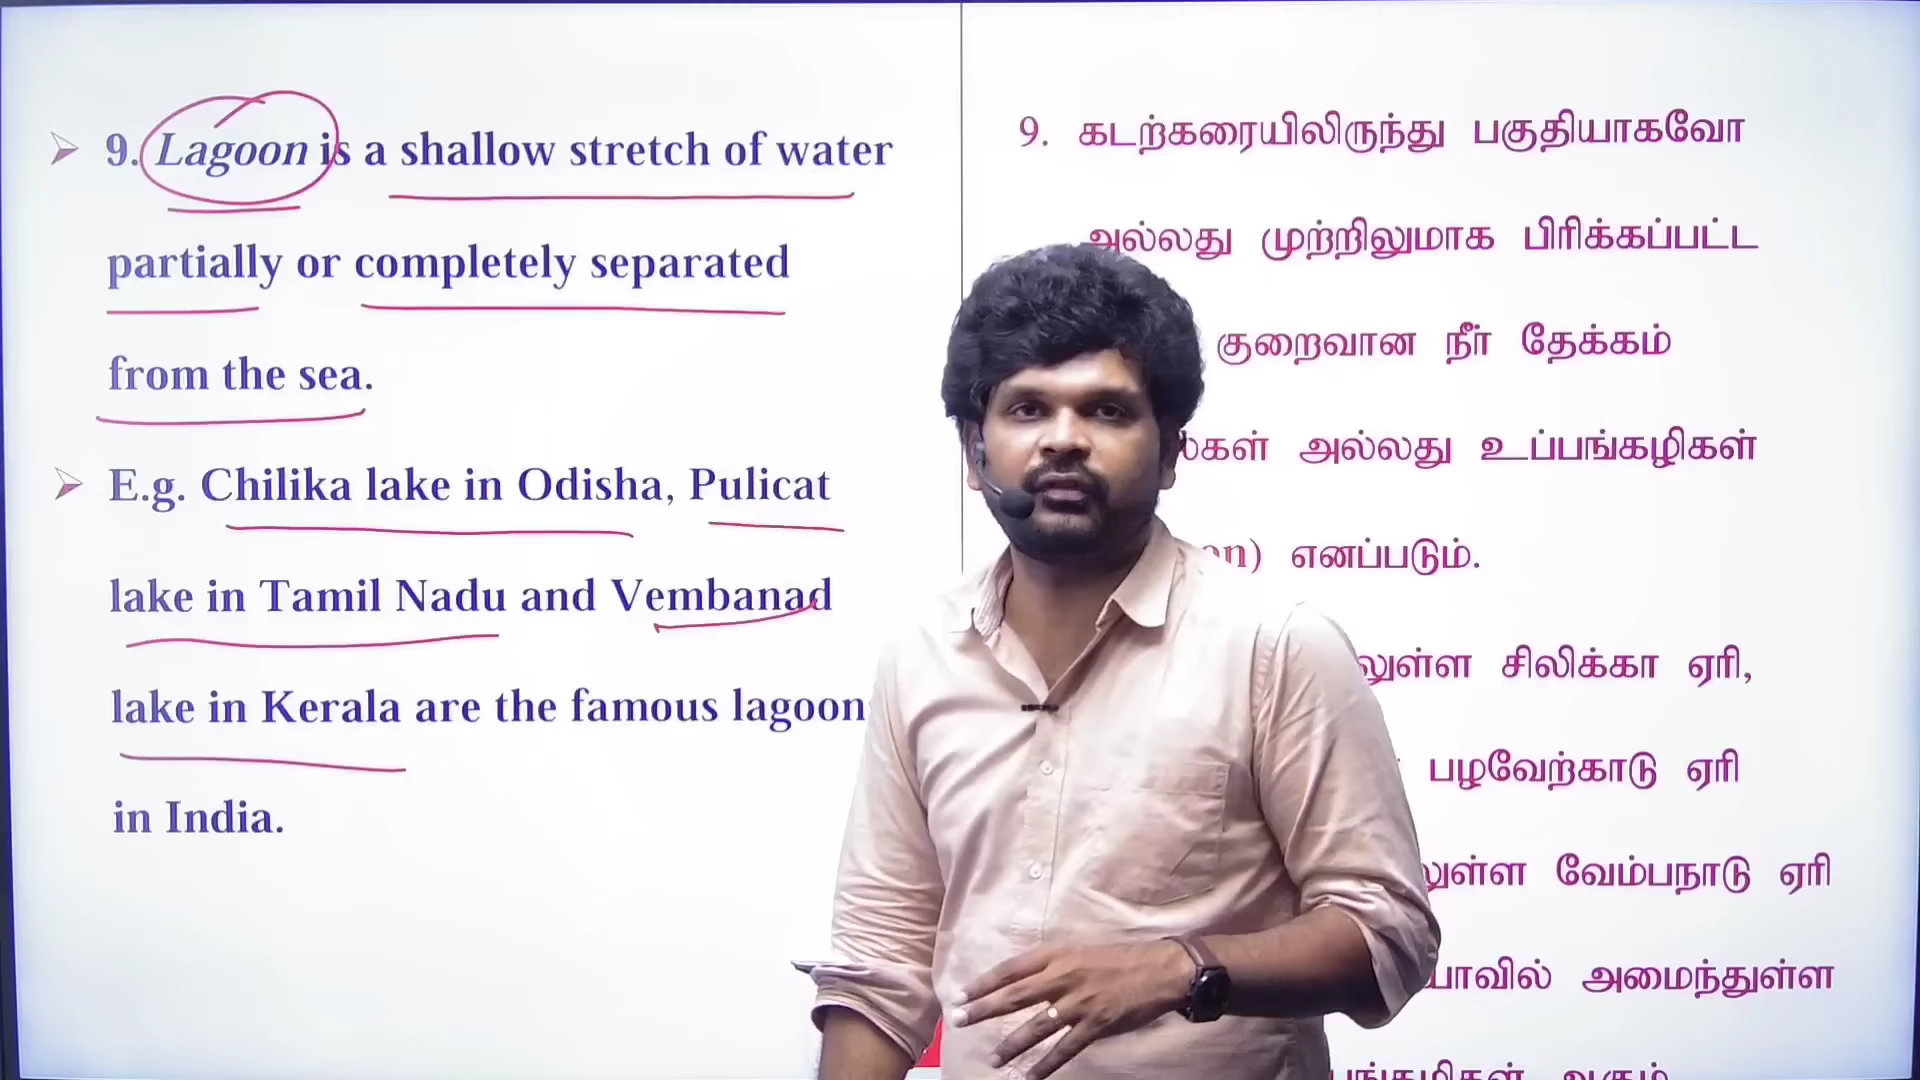 9. Lagoon is a shallow stretch of water
partially or completely separated
from the sea.
E.g. Chilika lake in Odisha, Pulicat
lake in Tamil Nadu and Vembanad
lake in Kerala are the famous lagoon
in India.
9. கடற்கரையிலிருந்து பகுதியாகவோ
அல்லது முற்றிலுமாக பிரிக்கப்பட்ட
குறைவான நீர் தேக்கம்
அல்லது உப்பங்கழிகள்
எனப்படும்.
சிலிக்கா ஏரி,
பழவேற்காடு ஏரி
வேம்பநாடு ஏரி
அமைந்துள்ள